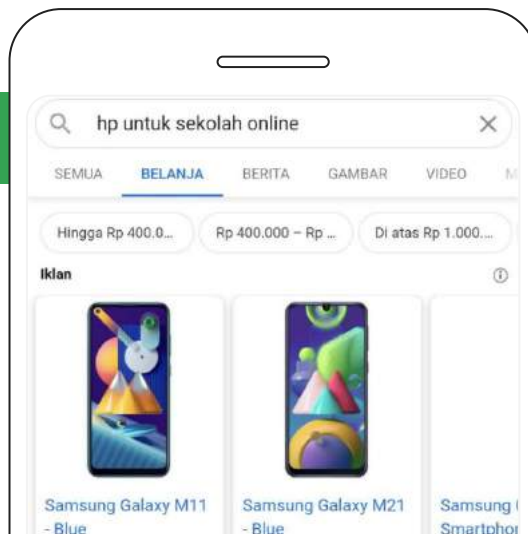 hp untuk sekolah online
SEMUA BELANJA BERITA GAMBAR VIDEO
Hingga Rp 400.0... Rp 400.000 – Rp ... Di atas Rp 1.000....
Iklan
Samsung Galaxy M11 Samsung Galaxy M21 Samsung
- Blue - Blue